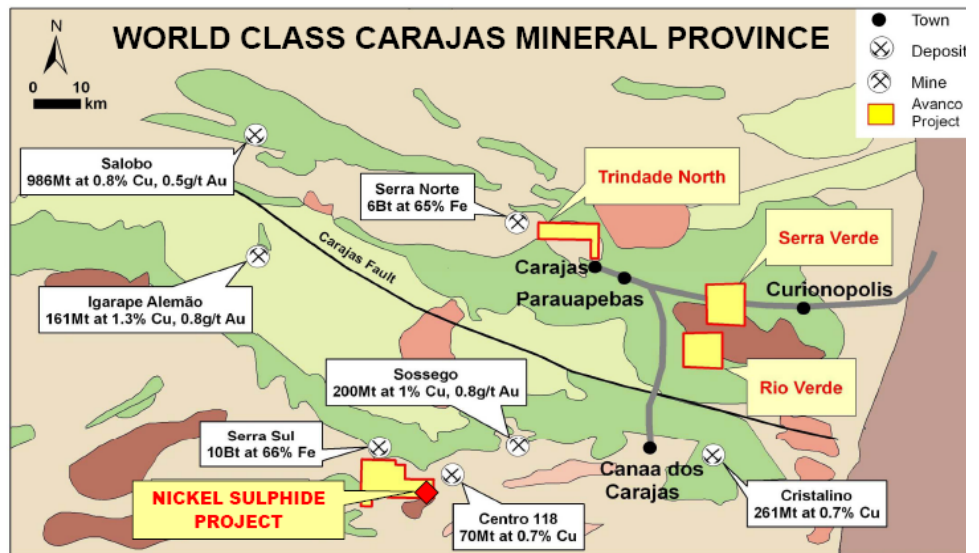 WORLD CLASS CARAJAS MINERAL PROVINCE
N
0 10
km
Town
Deposit
Mine
Avanco
Project
Salobo
986Mt at 0.8% Cu, 0.5g/t Au
Serra Norte
6Bt at 65% Fe
Trindade North
Serra Verde
Carajas Fault
Carajas
Parauapebas
Curionopolis
Igarape Alemão
161Mt at 1.3% Cu, 0.8g/t Au
Sossego
200Mt at 1% Cu, 0.8g/t Au
Rio Verde
Serra Sul
10Bt at 66% Fe
Canaa dos
Carajas
NICKEL SULPHIDE
PROJECT
Centro 118
70Mt at 0.7% Cu
Cristalino
261Mt at 0.7% Cu